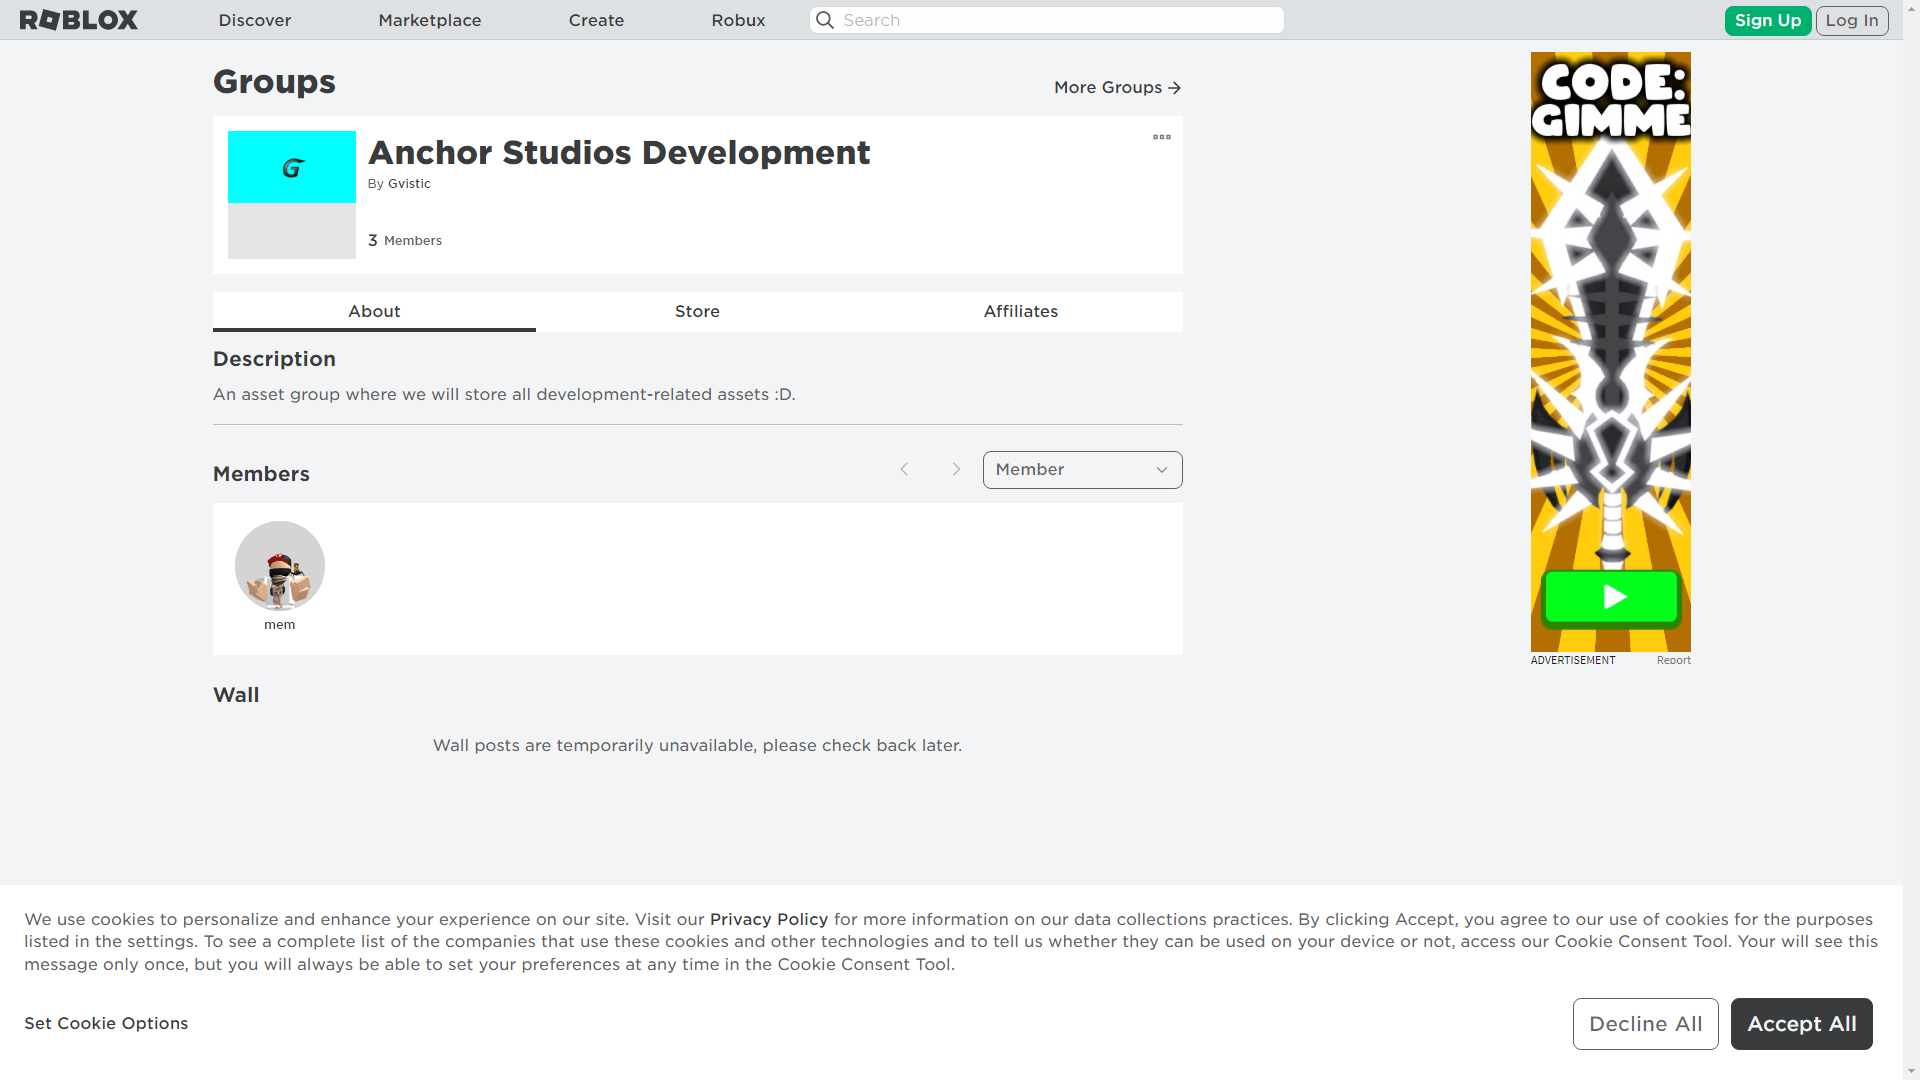 ROBLOX
Discover
Marketplace
Create
Robux
Search
Sign Up
Log In
Groups
More Groups
G
Anchor Studios Development
By Gvistic
3 Members
About
Store
Affiliates
Description
An asset group where we will store all development-related assets :D.
Members
Member
mem
Wall
Wall posts are temporarily unavailable, please check back later.
CODE:
GIMME
ADVERTISEMENT
Report
We use cookies to personalize and enhance your experience on our site. Visit our Privacy Policy for more information on our data collections practices. By clicking Accept, you agree to our use of cookies for the purposes
listed in the settings. To see a complete list of the companies that use these cookies and other technologies and to tell us whether they can be used on your device or not, access our Cookie Consent Tool. Your will see this
message only once, but you will always be able to set your preferences at any time in the Cookie Consent Tool.
Set Cookie Options
Decline All
Accept All